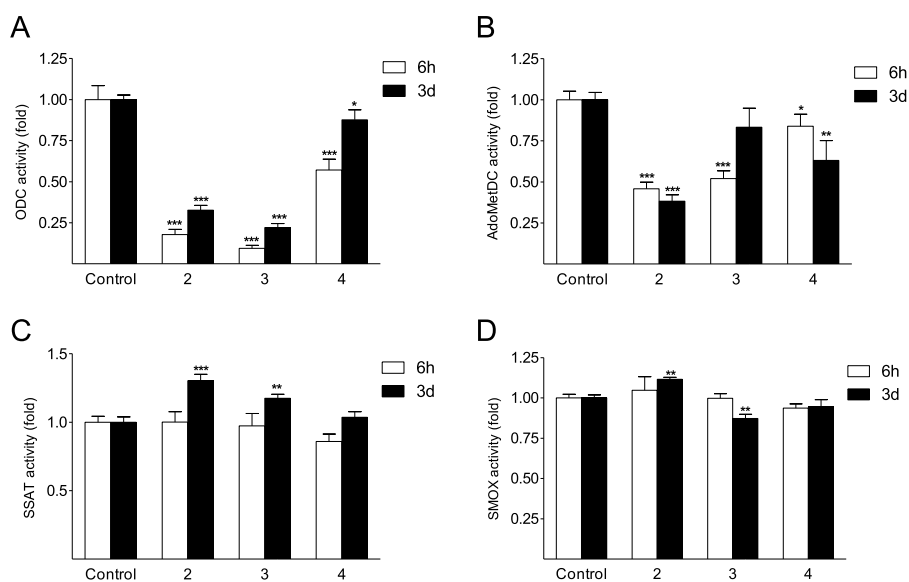 A
ODC activity (fold)
1.25
1.00
0.75
0.50
0.25
6h
3d
***
***
***
***
***
*
Control 2 3 4
B
AdoMetDC activity (fold)
1.25
1.00
0.75
0.50
0.25
6h
3d
***
***
***
*
**
Control 2 3 4
C
SSAT activity (fold)
1.5
1.0
0.5
6h
3d
***
**
Control 2 3 4
D
SMOX activity (fold)
1.25
1.00
0.75
0.50
0.25
6h
3d
**
**
Control 2 3 4